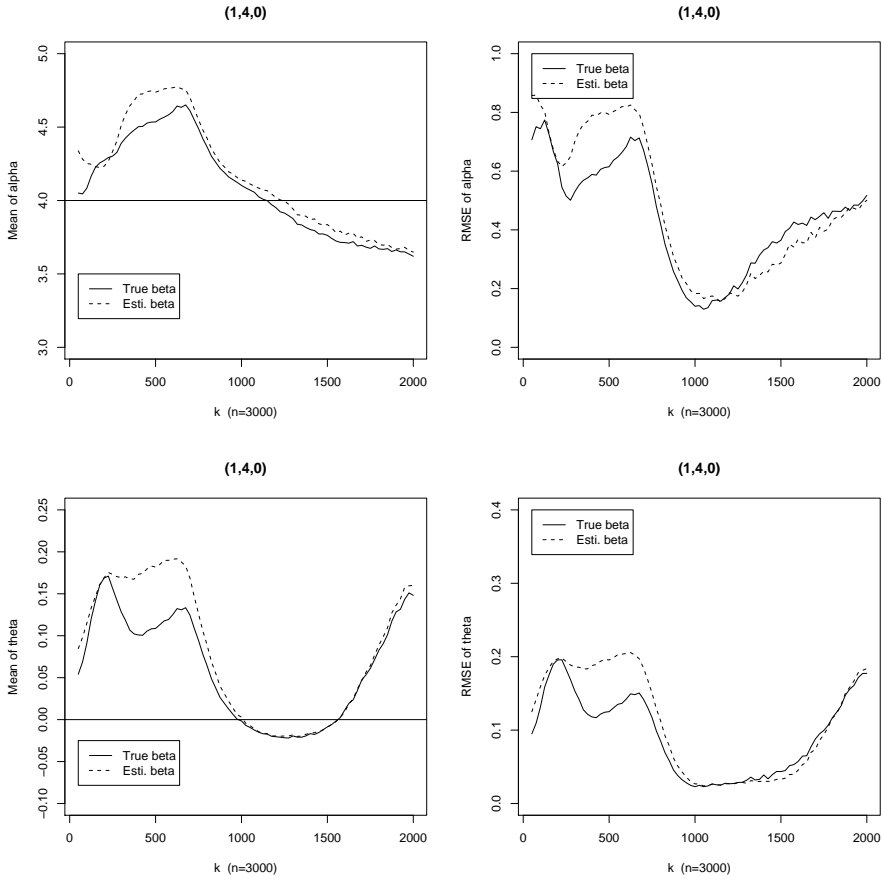 (1,4,0)
Mean of alpha
5.0
4.5
4.0
3.5
3.0
True beta
Esti. beta
0 500 1000 1500 2000
k (n=3000)
(1,4,0)
RMSE of alpha
1.0
0.8
0.6
0.4
0.2
0.0
True beta
Esti. beta
0 500 1000 1500 2000
k (n=3000)
(1,4,0)
Mean of theta
0.25
0.20
0.15
0.10
0.05
0.00
−0.05
−0.10
True beta
Esti. beta
0 500 1000 1500 2000
k (n=3000)
(1,4,0)
RMSE of theta
0.4
0.3
0.2
0.1
0.0
True beta
Esti. beta
0 500 1000 1500 2000
k (n=3000)